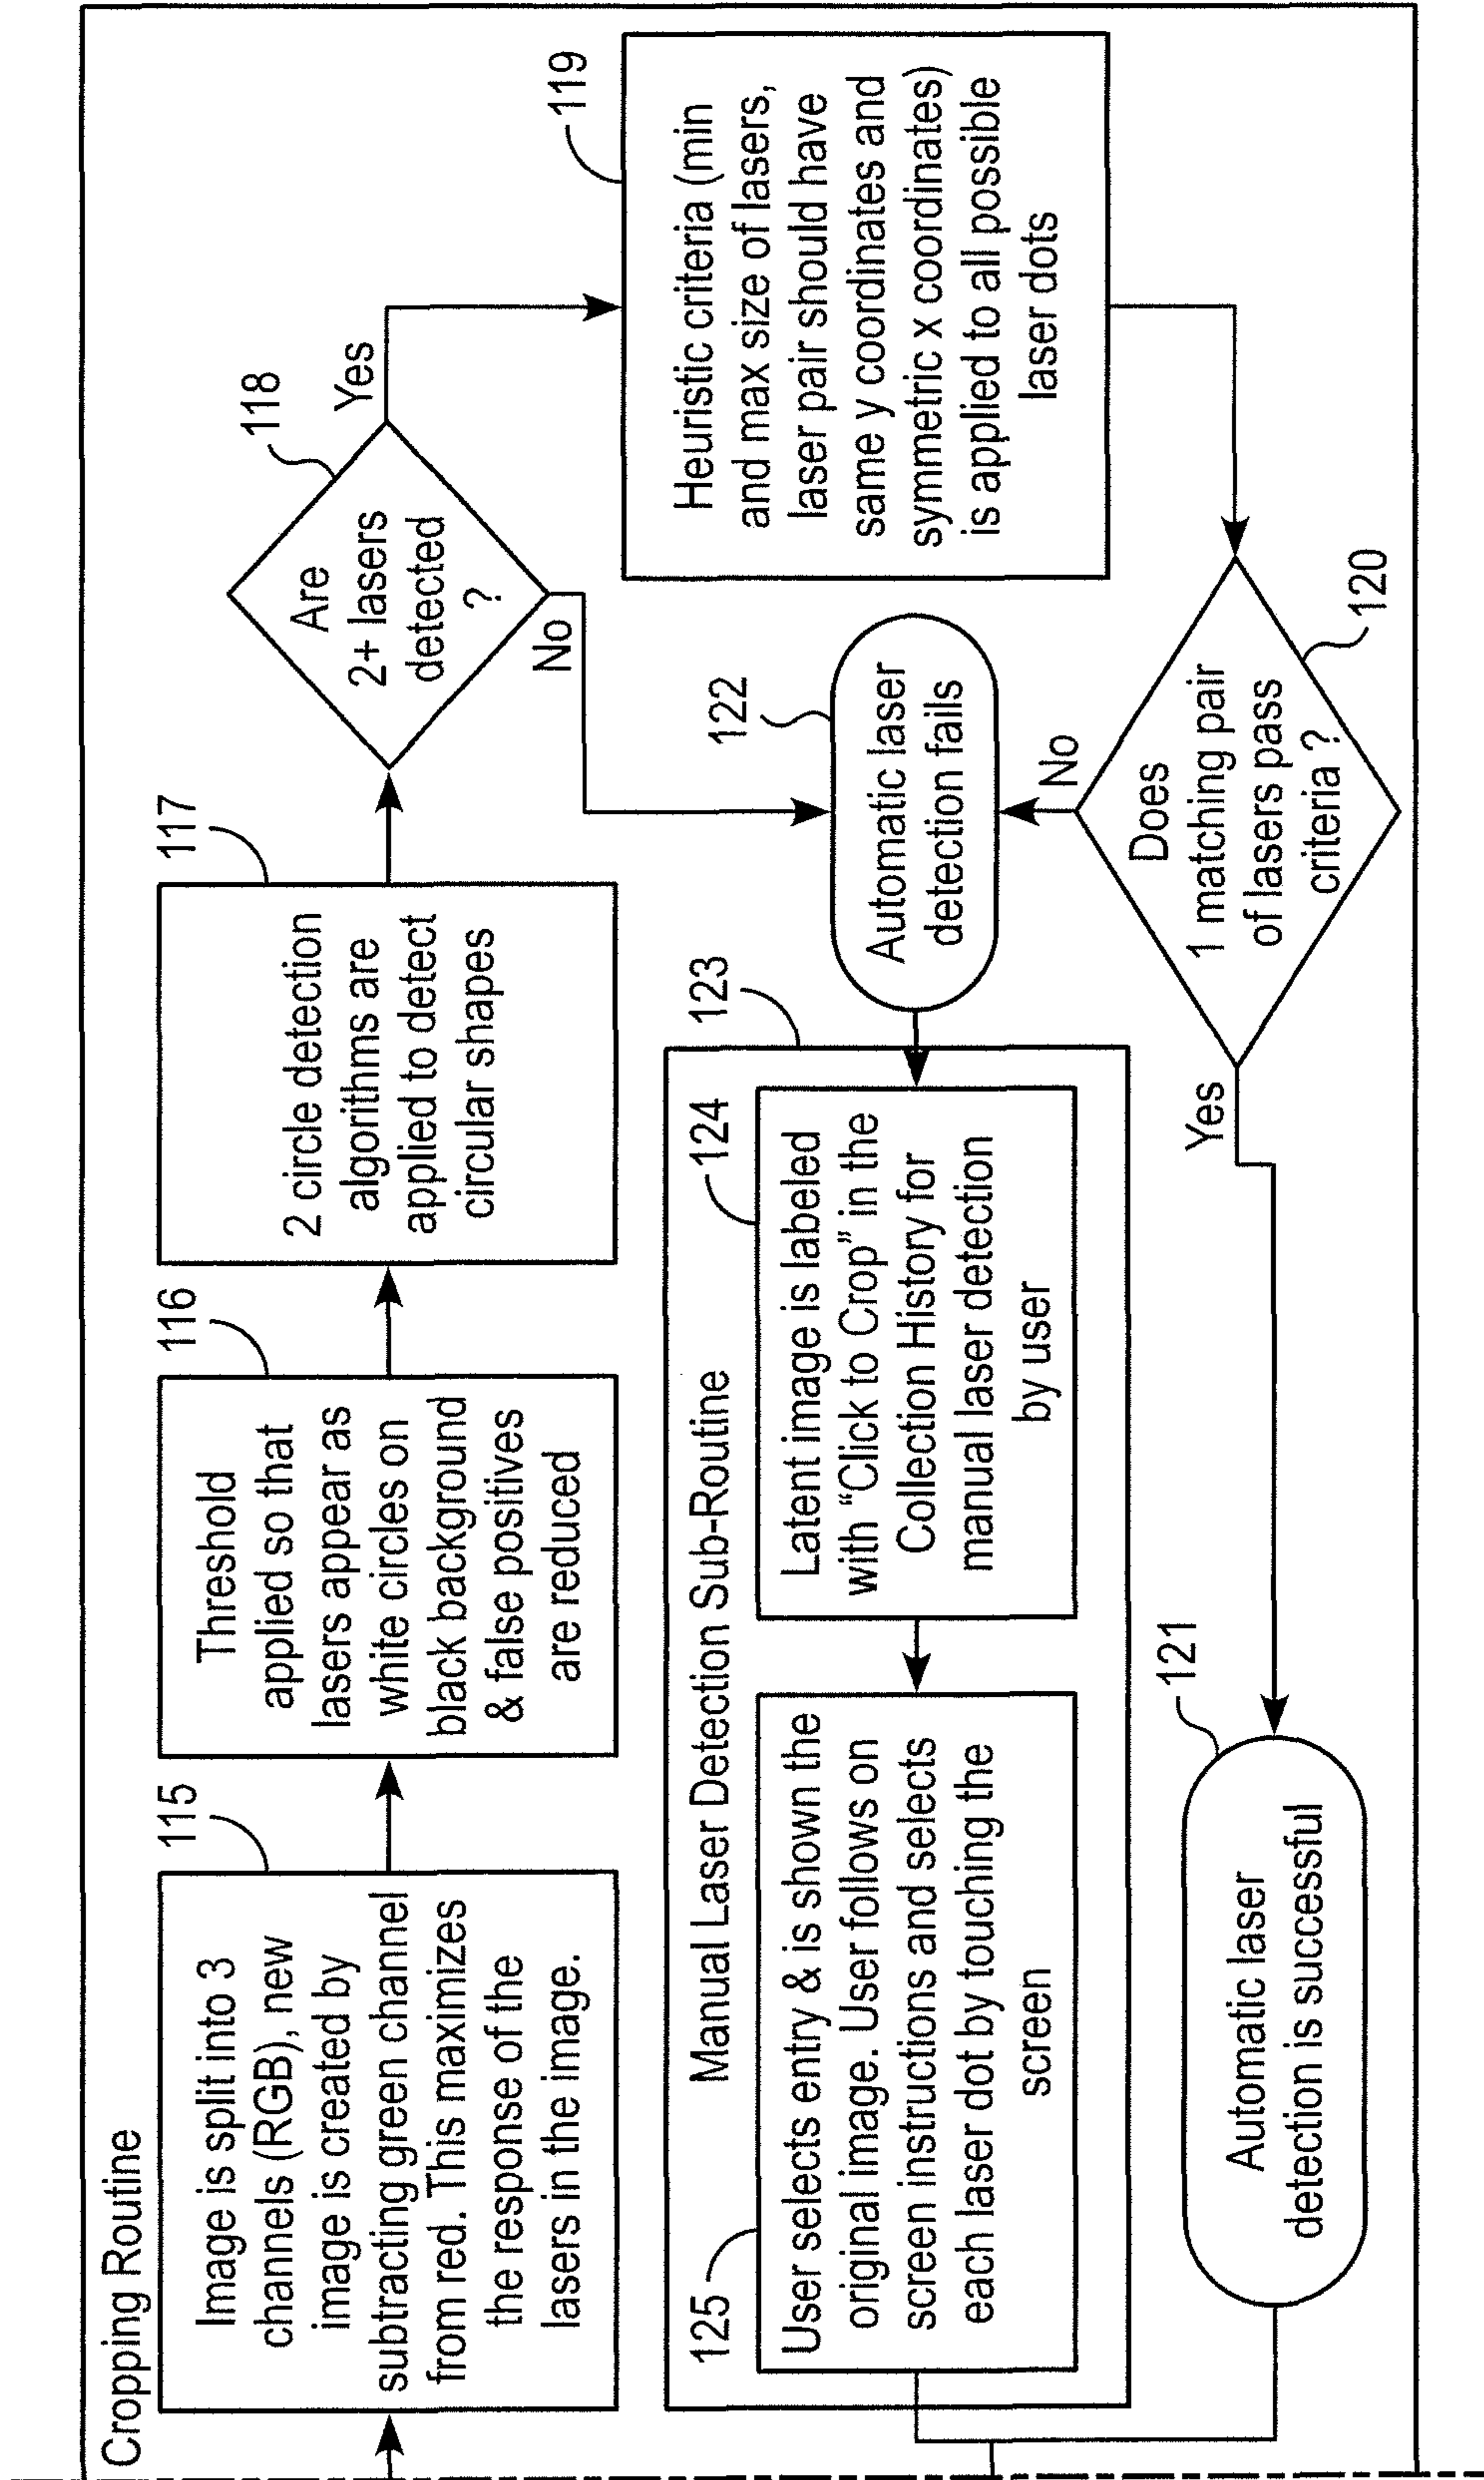 Cropping Routine
115
Image is split into 3
channels (RGB), new
image is created by
subtracting green channel
from red. This maximizes
the response of the
lasers in the image.
116
Threshold
applied so that
lasers appear as
white circles on
black background
& false positives
are reduced
117
2 circle detection
algorithms are
applied to detect
circular shapes
118
Are
2+ lasers
detected
?
Yes
No
119
Heuristic criteria (min
and max size of lasers,
laser pair should have
same y coordinates and
symmetric x coordinates)
is applied to all possible
laser dots
120
Does
1 matching pair
of lasers pass
criteria ?
No
Yes
122
Automatic laser
detection fails
123
Manual Laser Detection Sub-Routine
124
Latent image is labeled
with “Click to Crop” in the
Collection History for
manual laser detection
by user
125
User selects entry & is shown the
original image. User follows on
screen instructions and selects
each laser dot by touching the
screen
121
Automatic laser
detection is successful